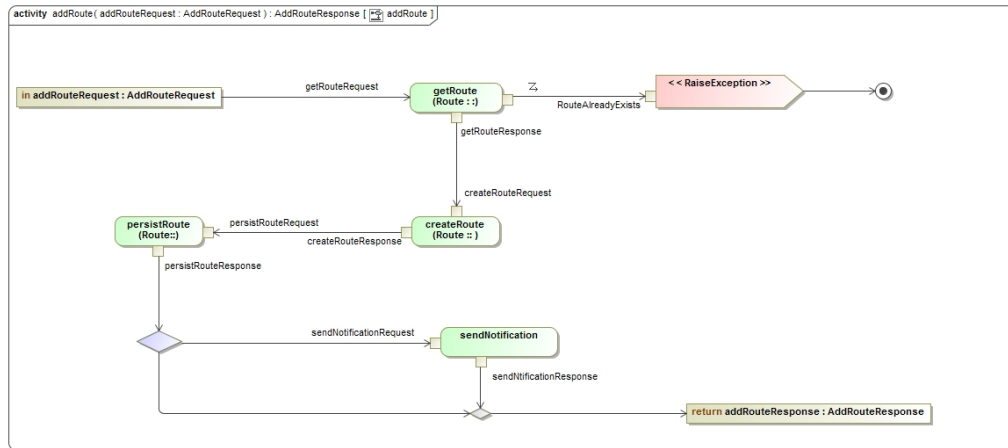 activity addRoute( addRouteRequest : AddRouteRequest ) : AddRouteResponse [ addRoute ]
in addRouteRequest : AddRouteRequest
getRouteRequest
getRoute
(Route : :)
RouteAlreadyExists
<< RaiseException >>
getRouteResponse
createRouteRequest
createRoute
(Route :: )
createRouteResponse
persistRouteRequest
persistRoute
(Route::)
persistRouteResponse
sendNotificationRequest
sendNotification
sendNtificationResponse
return addRouteResponse : AddRouteResponse